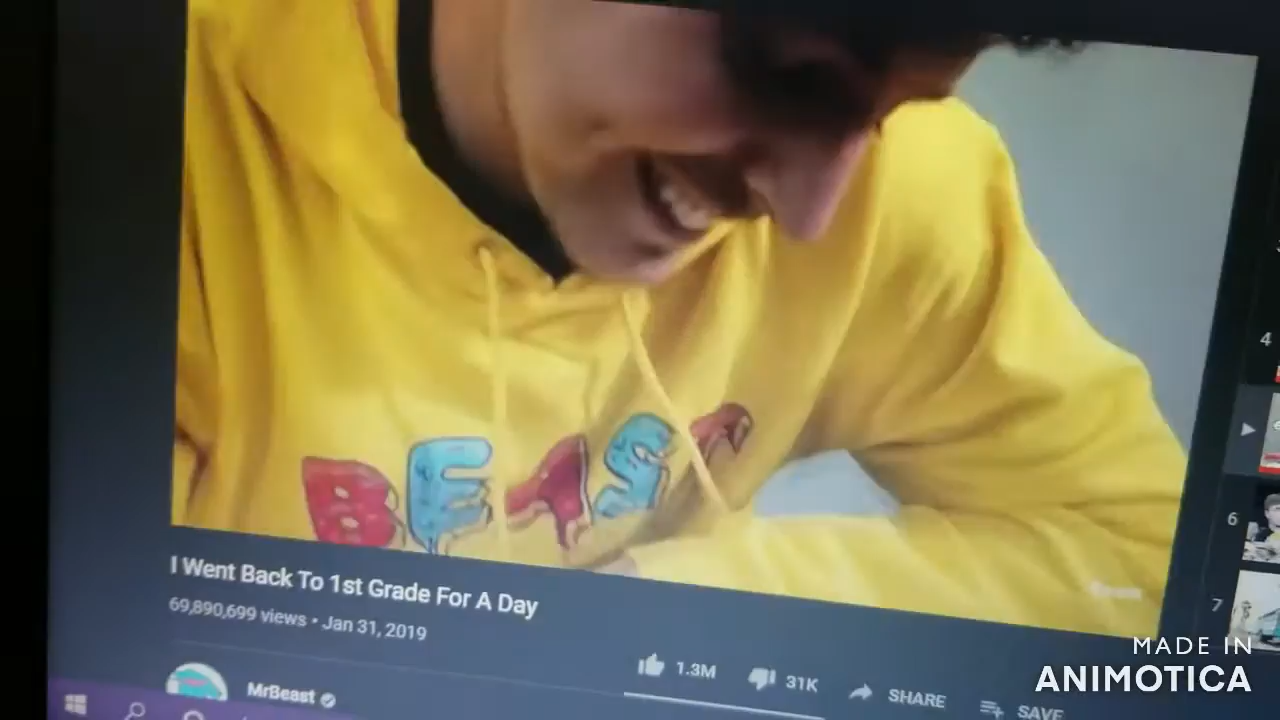 BEAST
4
6
7
I Went Back To 1st Grade For A Day
69,890,699 views • Jan 31, 2019
1.3M
31K
SHARE
SAVE
MrBeast
MADE IN
ANIMOTICA